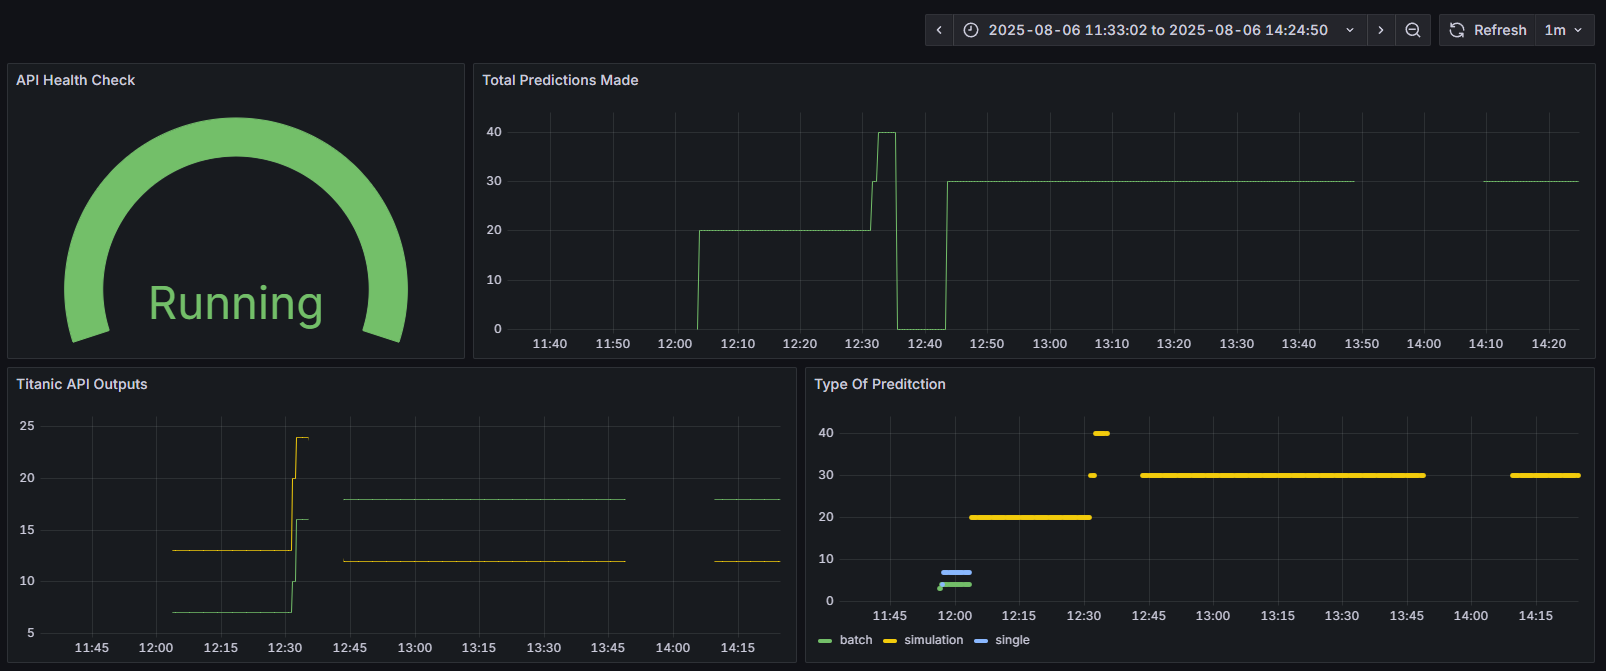 2025-08-06 11:33:02 to 2025-08-06 14:24:50
Refresh
1m
API Health Check
Running
Total Predictions Made
40
30
20
10
0
11:40 11:50 12:00 12:10 12:20 12:30 12:40 12:50 13:00 13:10 13:20 13:30 13:40 13:50 14:00 14:10 14:20
Titanic API Outputs
25
20
15
10
5
11:45 12:00 12:15 12:30 12:45 13:00 13:15 13:30 13:45 14:00 14:15
Type Of Preditction
40
30
20
10
0
11:45 12:00 12:15 12:30 12:45 13:00 13:15 13:30 13:45 14:00 14:15
batch simulation single